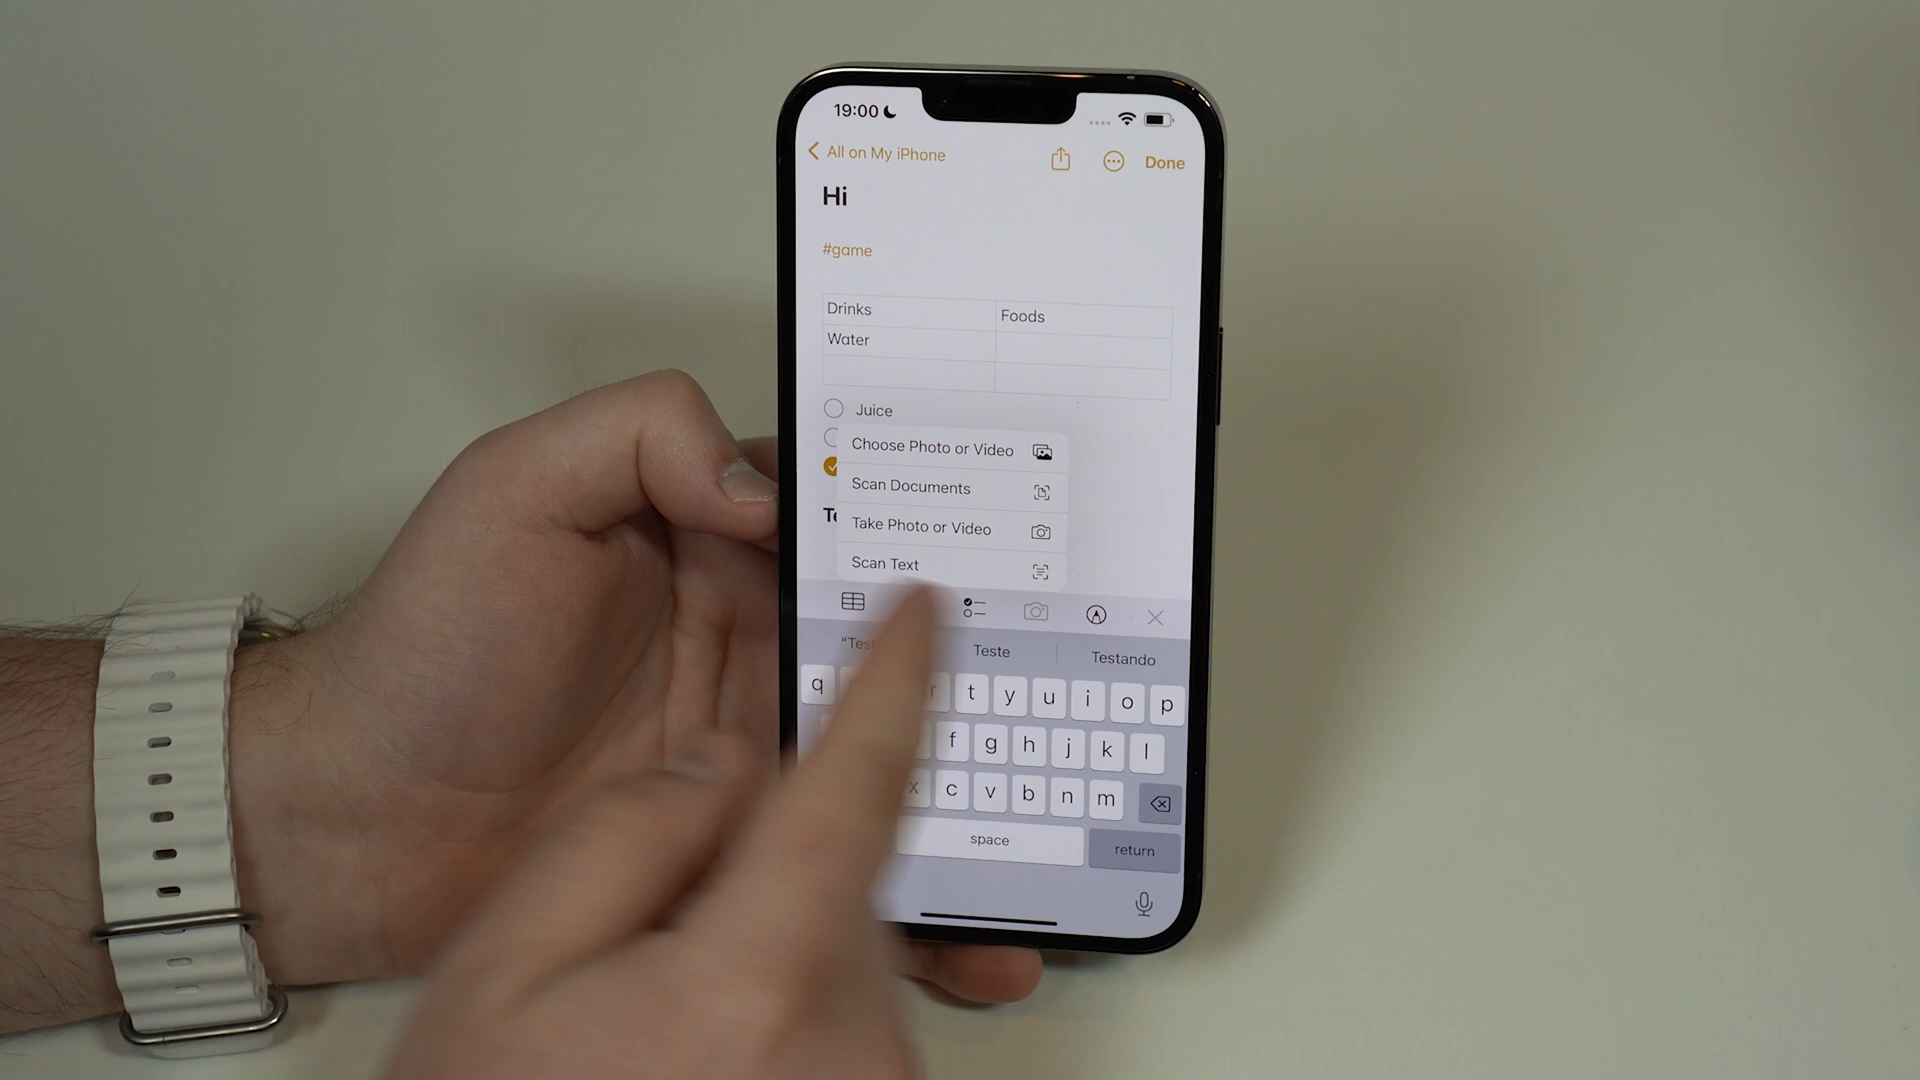 19:00
All on My iPhone
Done
Hi
#game
Drinks Foods
Water
Juice
Choose Photo or Video
Scan Documents
Take Photo or Video
Scan Text
Teste Testando
q r t y u i o p
f g h j k l
x c v b n m
space return